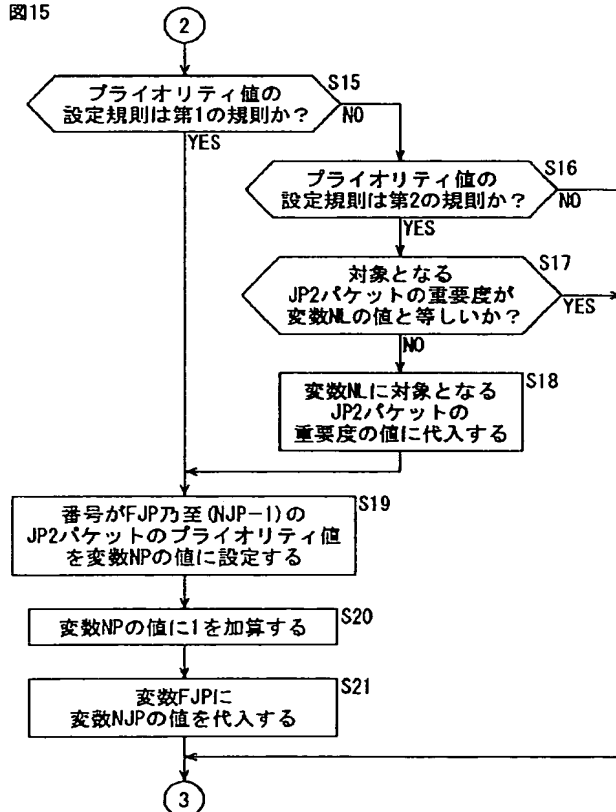 図15
2
プライオリティ値の
設定規則は第1の規則か?
S15
NO
YES
プライオリティ値の
設定規則は第2の規則か?
S16
NO
YES
対象となる
JP2パケットの重要度が
変数NLの値と等しいか?
S17
YES
NO
変数NLに対象となる
JP2パケットの
重要度の値に代入する
S18
番号がFJP乃至(NJP-1)の
JP2パケットのプライオリティ値
を変数NPの値に設定する
S19
変数NPの値に1を加算する
S20
変数FJPに
変数NJPの値を代入する
S21
3